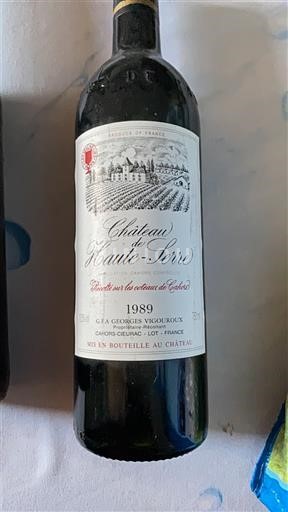 PRODUCE OF FRANCE
Château
de
Haute-Serre
APPELLATION CAHORS CONTROLEE
Récolté sur les coteaux de Cahors
1989
G.F.A GEORGES VIGOUROUX
Propriétaire-Récoltant
CAHORS-CIEURAC - LOT - FRANCE
MIS EN BOUTEILLE AU CHÂTEAU